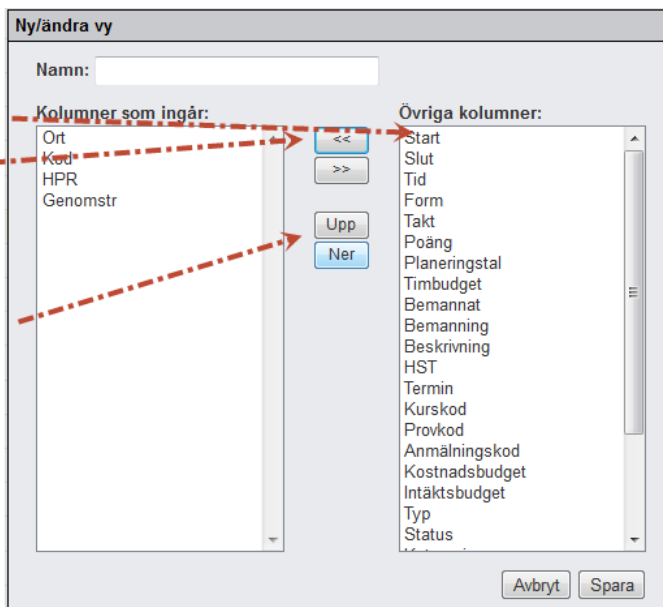 Ny/ändra vy
Namn:
Kolumner som ingår:
Ort
Kod
HPR
Genomstr
<<
>>
Upp
Ner
Övriga kolumner:
Start
Slut
Tid
Form
Takt
Poäng
Planeringstal
Timbudget
Bemannat
Bemanning
Beskrivning
HST
Termin
Kurskod
Provkod
Anmälningskod
Kostnadsbudget
Intäktsbudget
Typ
Status
Avbryt Spara